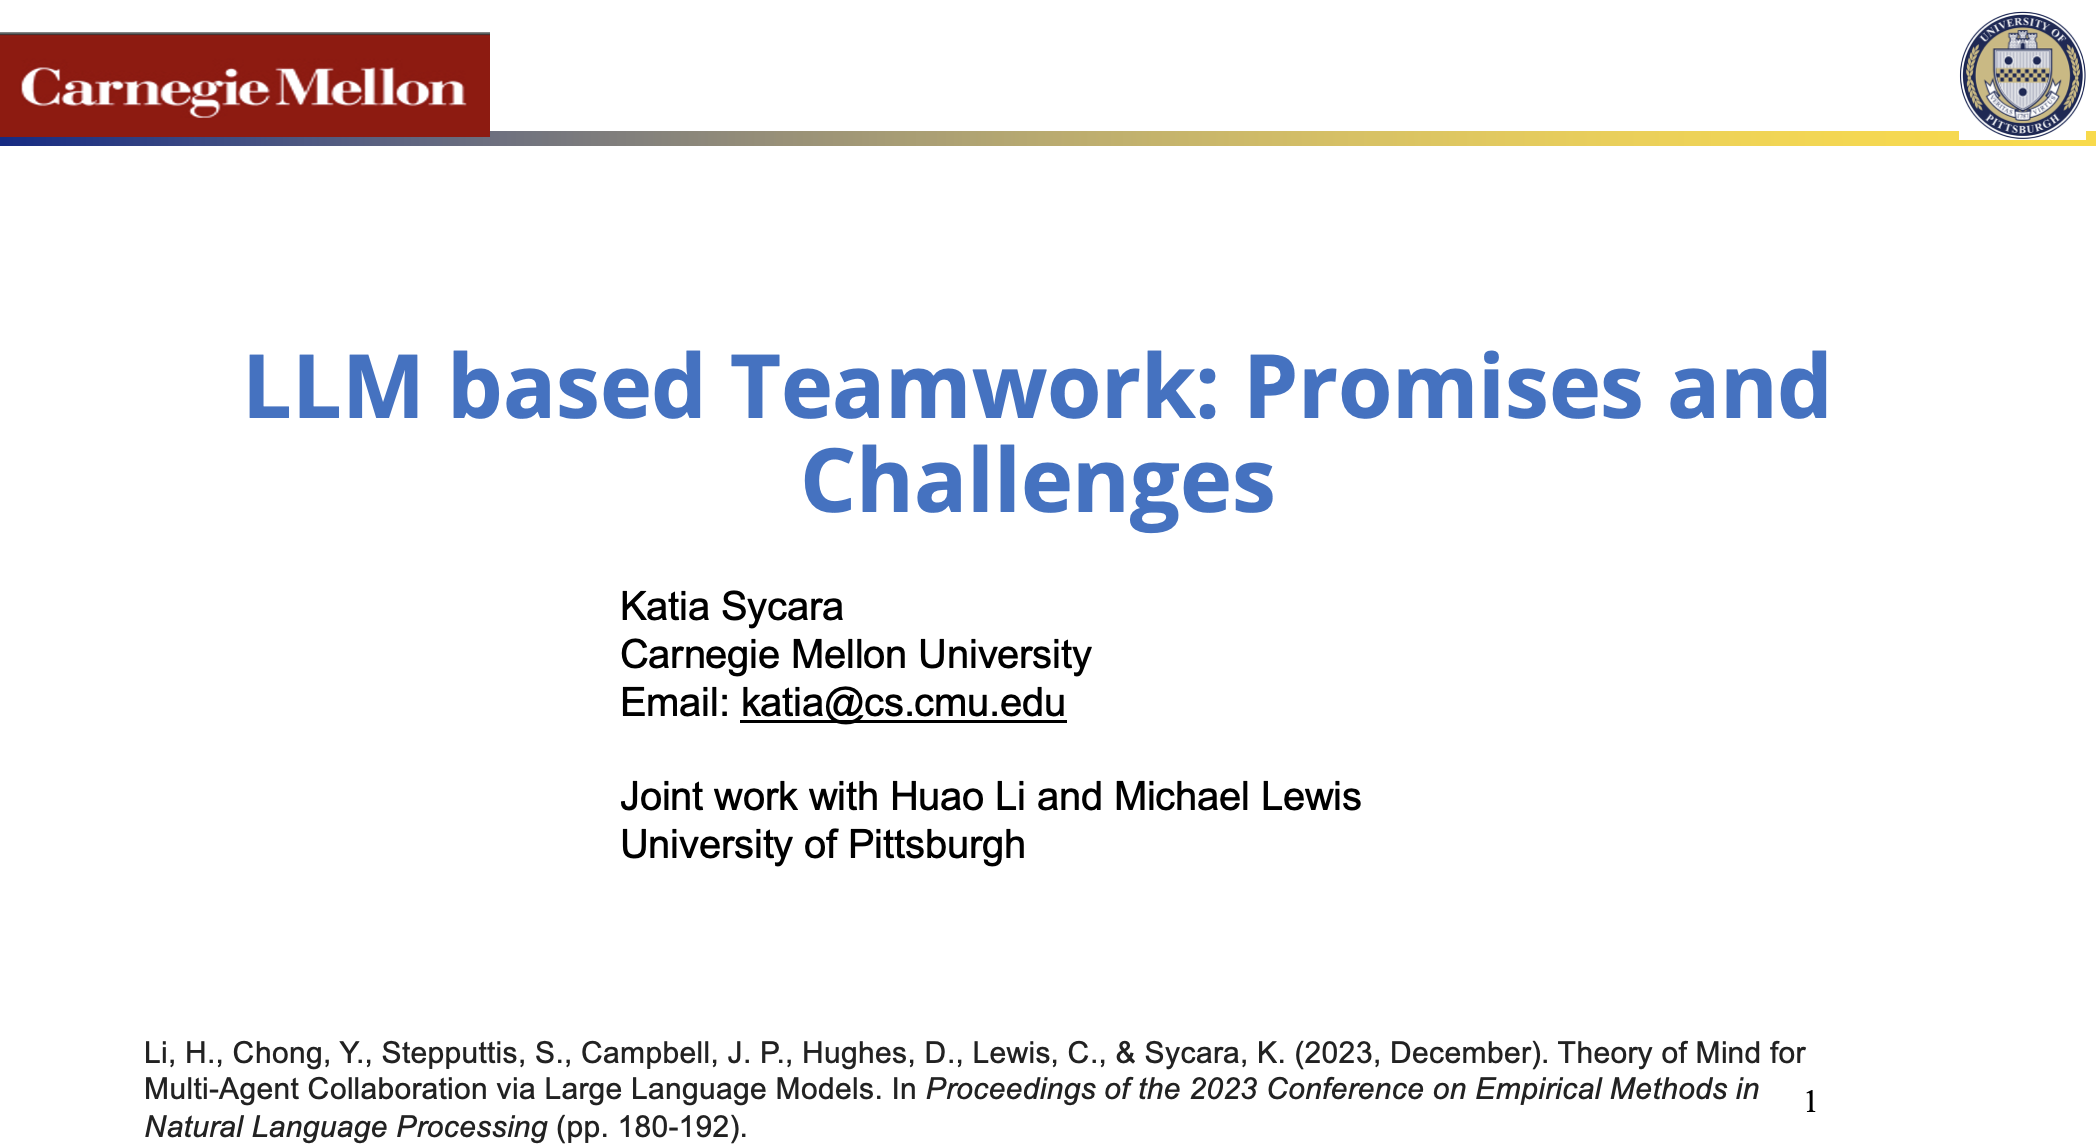 Carnegie Mellon
UNIVERSITY OF
PITTSBURGH
LLM based Teamwork: Promises and
Challenges
Katia Sycara
Carnegie Mellon University
Email: katia@cs.cmu.edu
Joint work with Huao Li and Michael Lewis
University of Pittsburgh
Li, H., Chong, Y., Stepputtis, S., Campbell, J. P., Hughes, D., Lewis, C., & Sycara, K. (2023, December). Theory of Mind for
Multi-Agent Collaboration via Large Language Models. In Proceedings of the 2023 Conference on Empirical Methods in
Natural Language Processing (pp. 180-192).
1